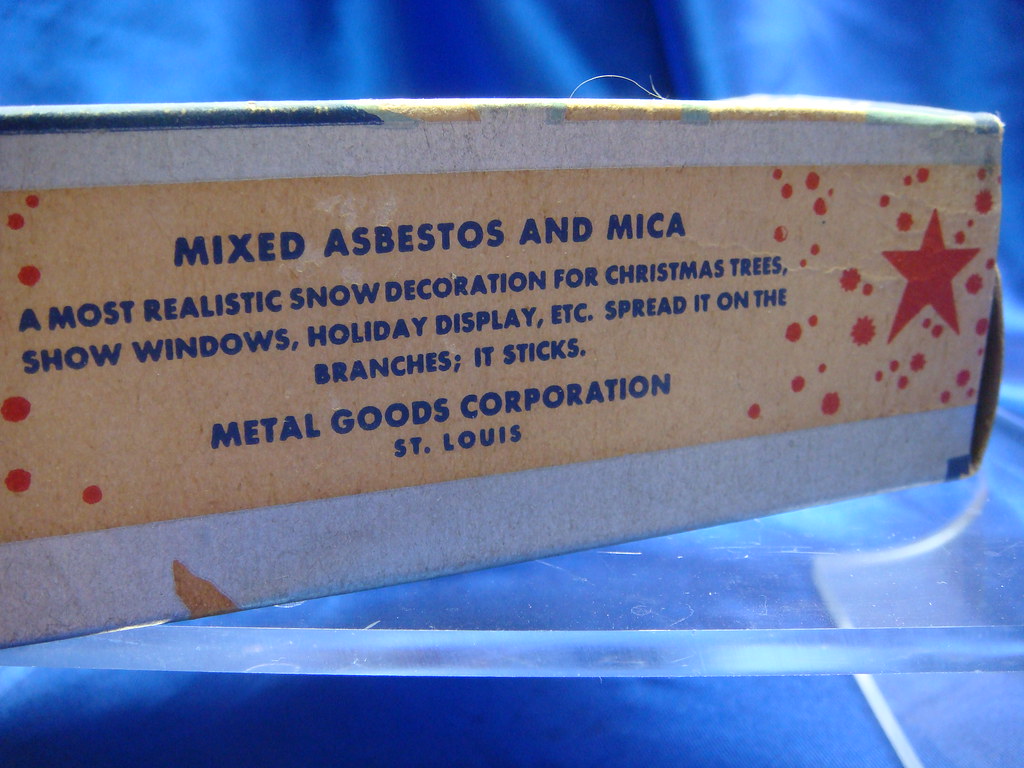 MIXED ASBESTOS AND MICA
A MOST REALISTIC SNOW DECORATION FOR CHRISTMAS TREES,
SHOW WINDOWS, HOLIDAY DISPLAY, ETC. SPREAD IT ON THE
BRANCHES; IT STICKS.
METAL GOODS CORPORATION
ST. LOUIS